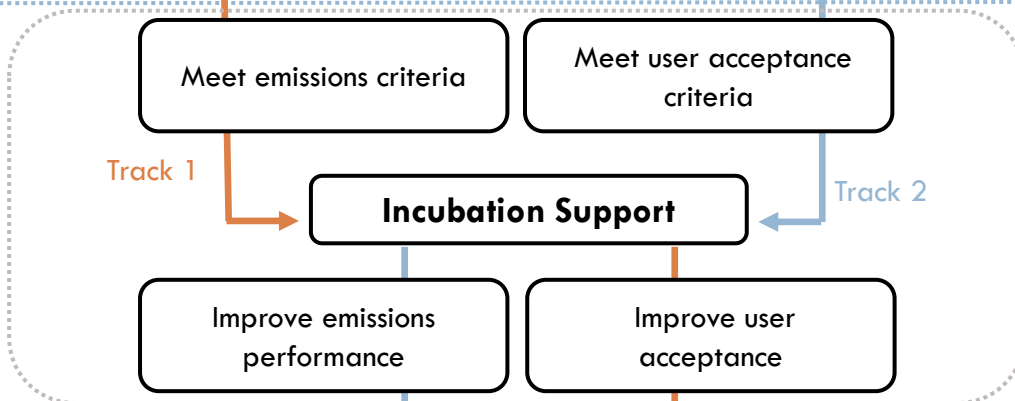 Meet emissions criteria
Meet user acceptance
criteria
Track 1
Track 2
Incubation Support
Improve emissions
performance
Improve user
acceptance